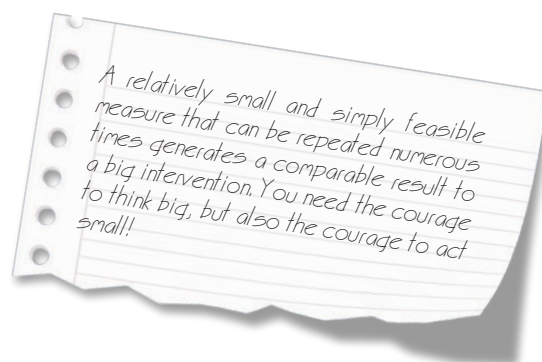 A relatively small and simply feasible
measure that can be repeated numerous
times generates a comparable result to
a big intervention. You need the courage
to think big, but also the courage to act
small!